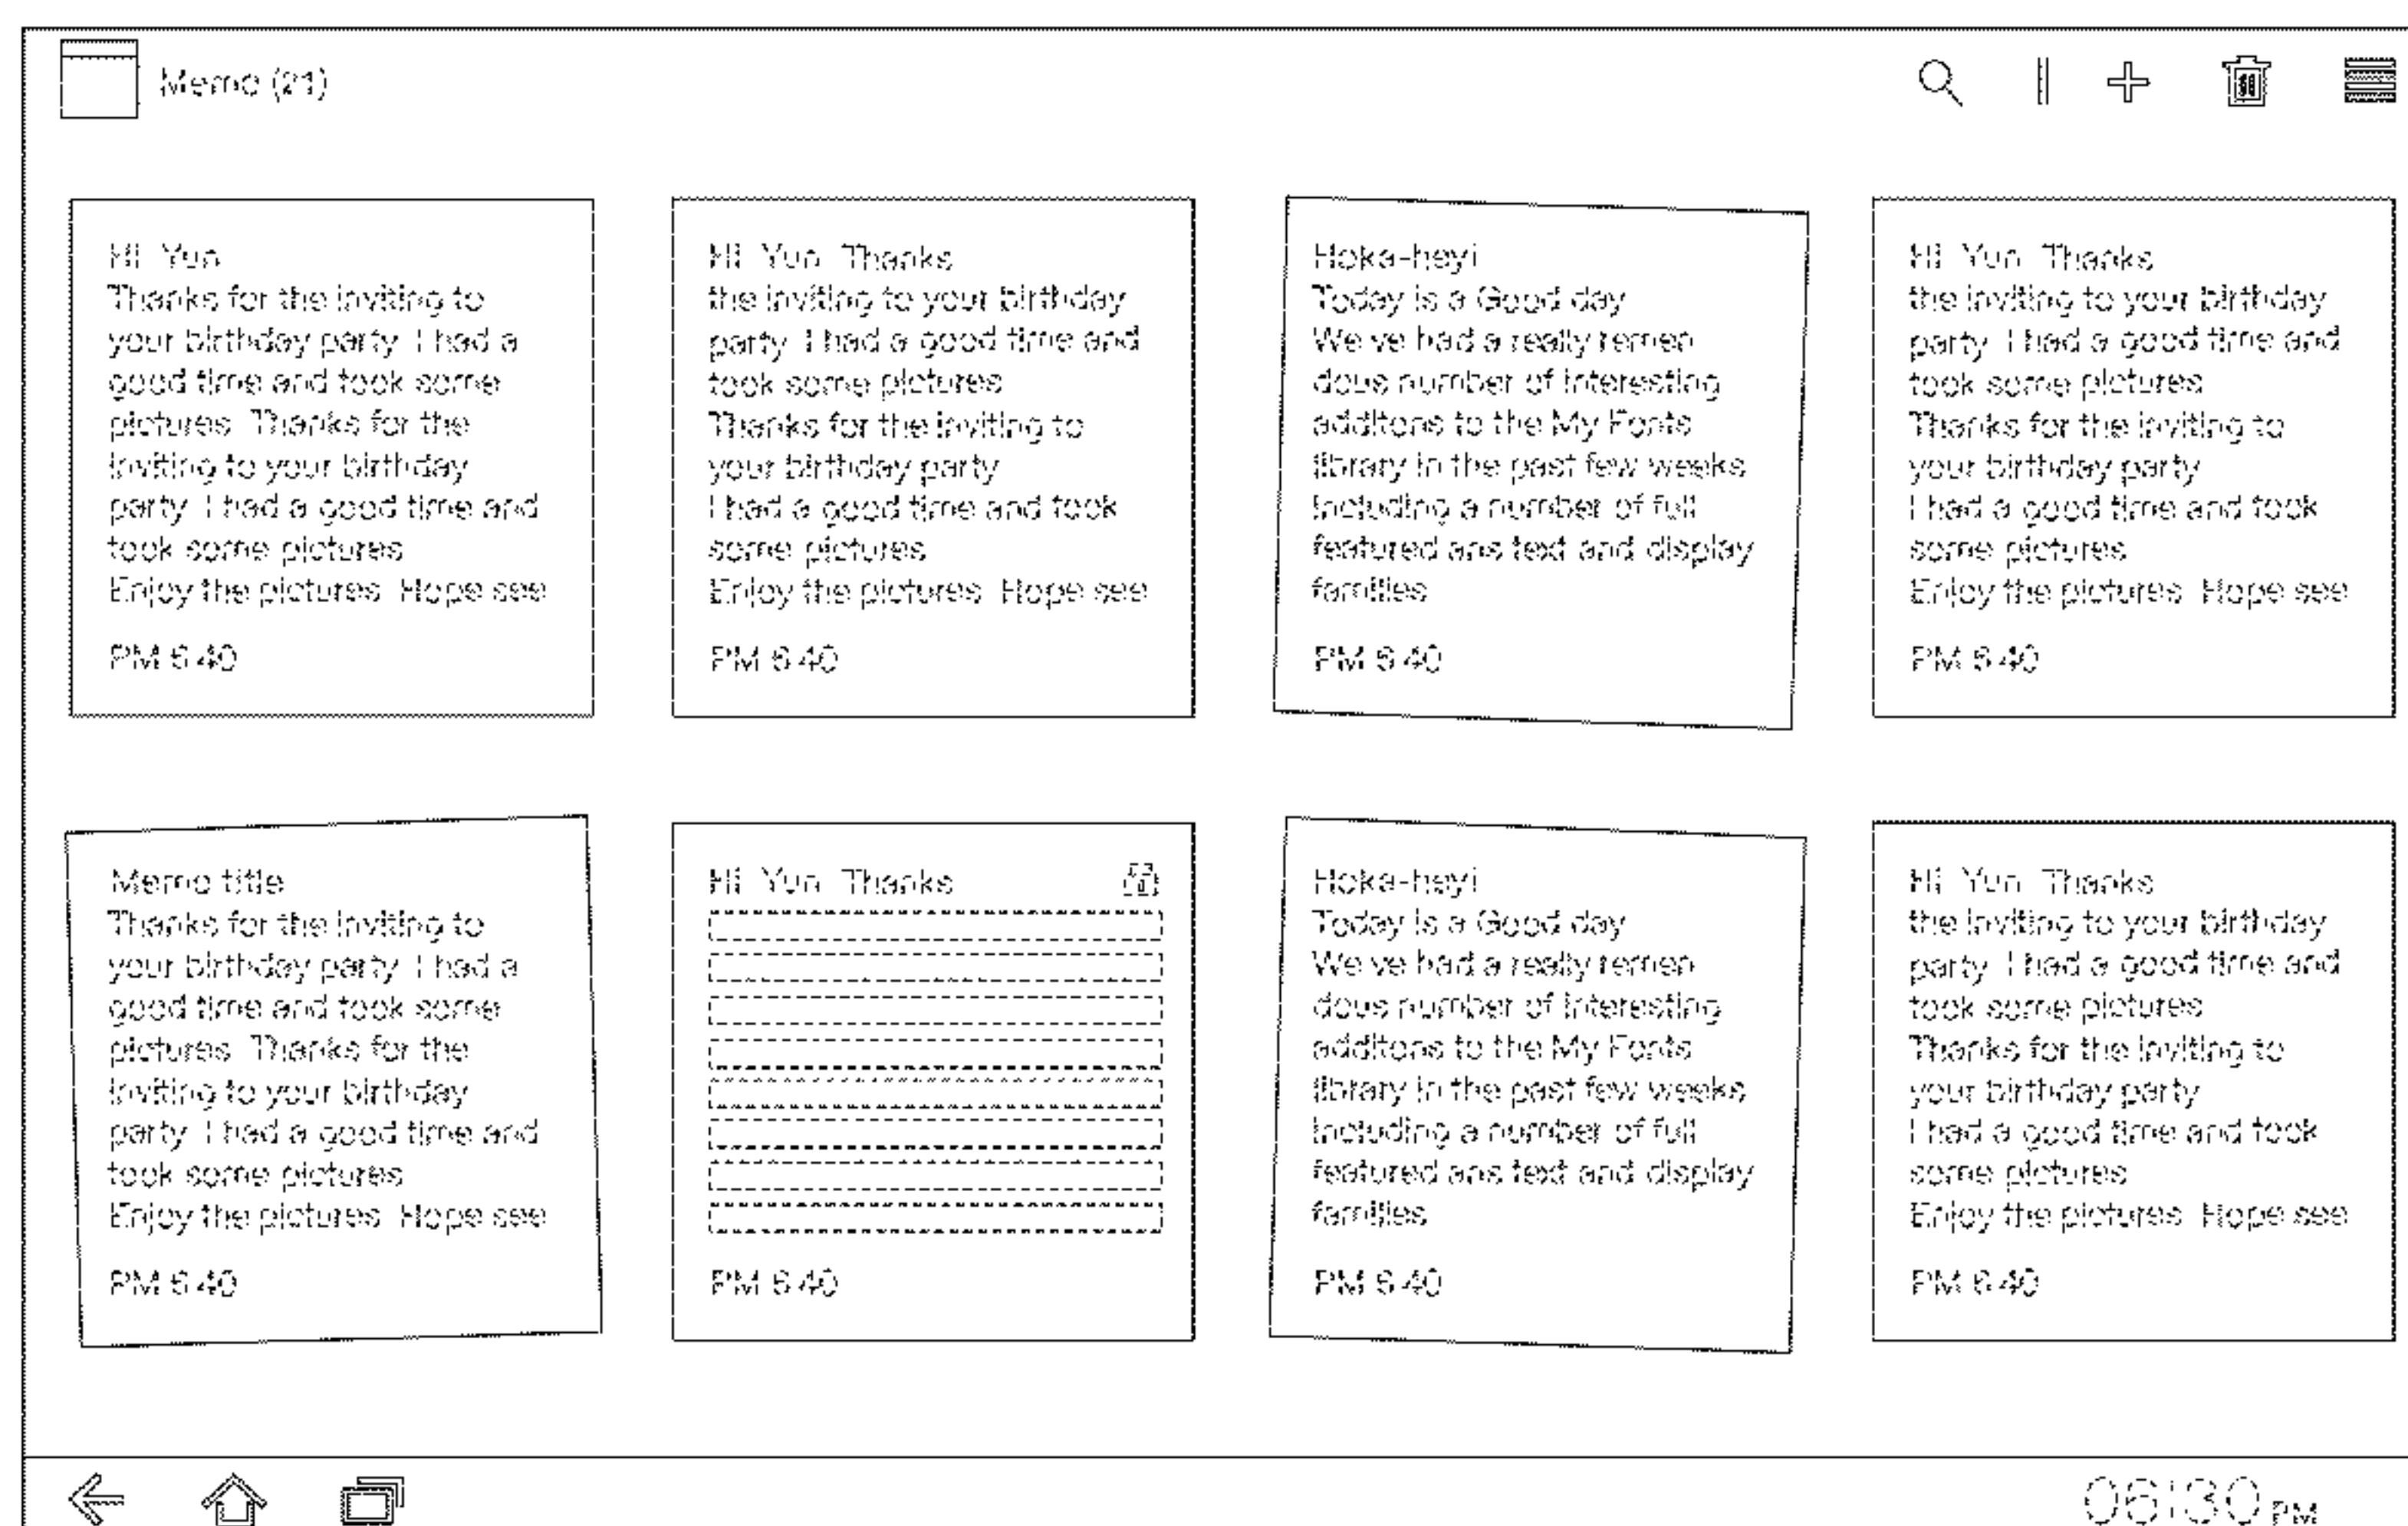 Memo (21)
Hi Yun
Thanks for the inviting to
your birthday party I had a
good time and took some
pictures Thanks for the
inviting to your birthday
party I had a good time and
took some pictures
Enjoy the pictures Hope see
PM 6 40
Hi Yun Thanks
the inviting to your birthday
party I had a good time and
took some pictures
Thanks for the inviting to
your birthday party
I had a good time and took
some pictures
Enjoy the pictures Hope see
PM 6 40
Hoka-heyi
Today is a Good day
We ve had a really remen
dous number of interesting
additons to the My Fonts
library in the past few weeks
Including a number of full
featured ans text and display
families
PM 6 40
Hi Yun Thanks
the inviting to your birthday
party I had a good time and
took some pictures
Thanks for the inviting to
your birthday party
I had a good time and took
some pictures
Enjoy the pictures Hope see
PM 6 40
Memo title
Thanks for the inviting to
your birthday party I had a
good time and took some
pictures Thanks for the
inviting to your birthday
party I had a good time and
took some pictures
Enjoy the pictures Hope see
PM 6 40
Hi Yun Thanks
PM 6 40
Hoka-heyi
Today is a Good day
We ve had a really remen
dous number of interesting
additons to the My Fonts
library in the past few weeks
Including a number of full
featured ans text and display
families
PM 6 40
Hi Yun Thanks
the inviting to your birthday
party I had a good time and
took some pictures
Thanks for the inviting to
your birthday party
I had a good time and took
some pictures
Enjoy the pictures Hope see
PM 6 40
06:30 PM